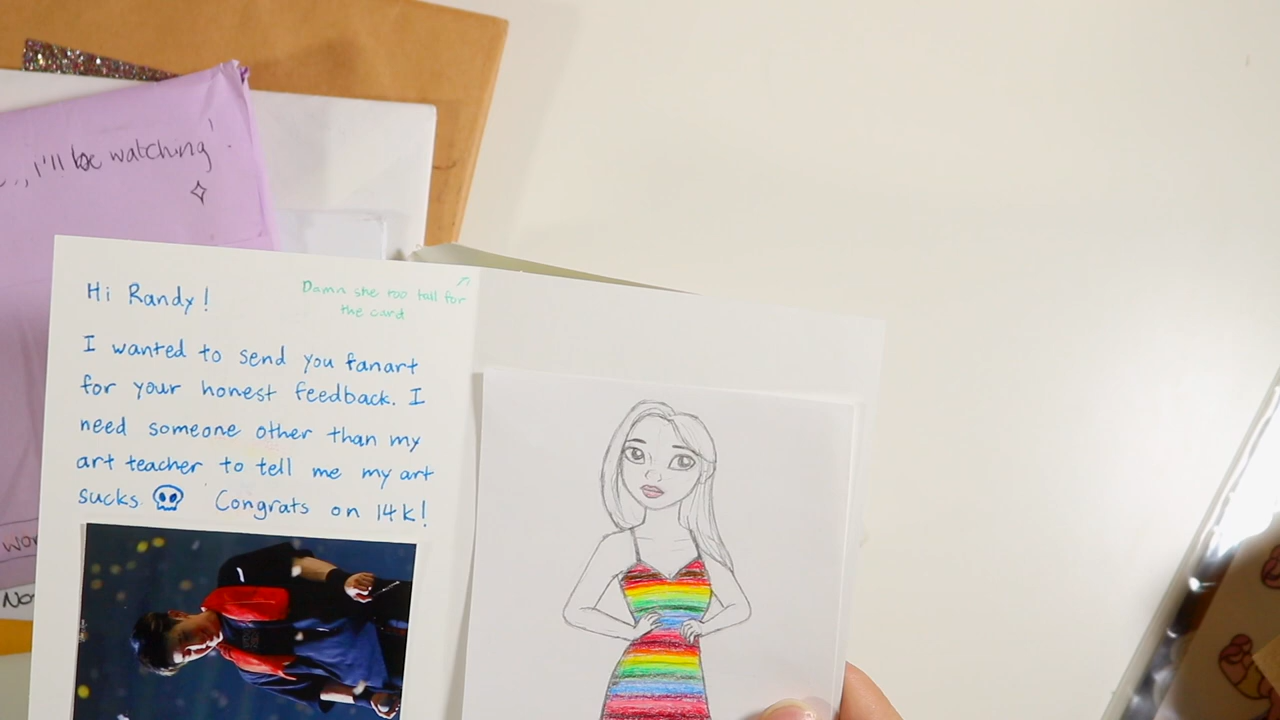 I'll be watching!
Hi Randy!
Damn she too tall for
the card
I wanted to send you fanart
for your honest feedback. I
need someone other than my
art teacher to tell me my art
sucks. Congrats on 14k!